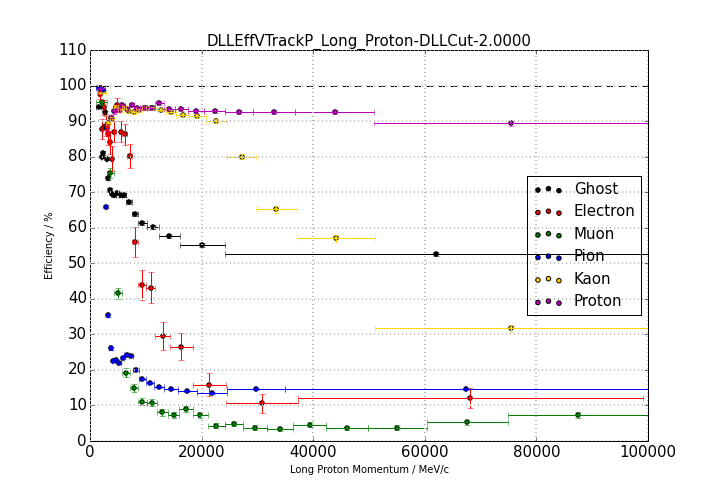 DLLEffVTrackP_Long_Proton-DLLCut-2.0000
110
100
90
80
70
60
50
40
30
20
10
0
Efficiency / %
Ghost
Electron
Muon
Pion
Kaon
Proton
0 20000 40000 60000 80000 100000
Long Proton Momentum / MeV/c